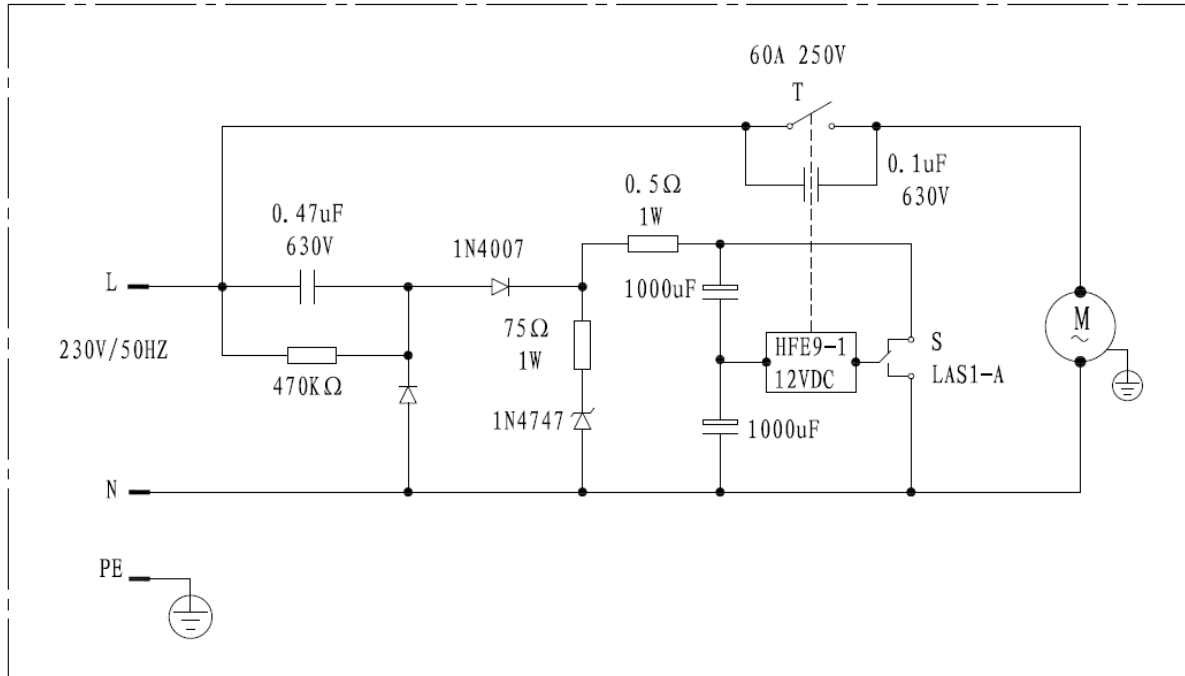 60A 250V
T
0.1uF
630V
0.5Ω
1W
0.47uF
630V
1N4007
L
1000uF
230V/50HZ
75Ω
1W
HFE9-1
12VDC
S
LAS1-A
M
~
470KΩ
1N4747
1000uF
N
PE